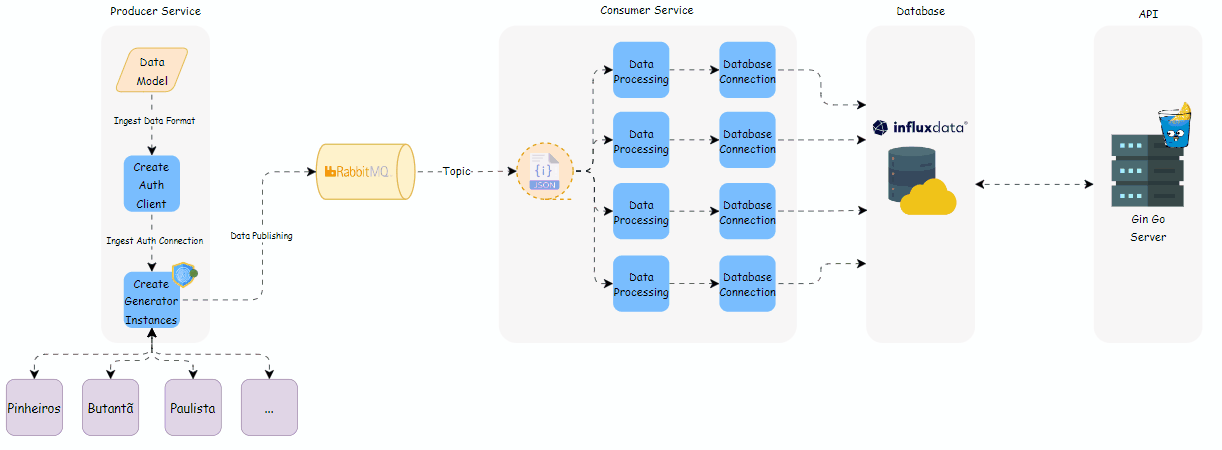 Producer Service
Data
Model
Ingest Data Format
Create
Auth
Client
Ingest Auth Connection
Create
Generator
Instances
Pinheiros
Butantã
Paulista
...
Data Publishing
RabbitMQ
Topic
Consumer Service
{i}
JSON
Data
Processing
Database
Connection
Data
Processing
Database
Connection
Data
Processing
Database
Connection
Data
Processing
Database
Connection
Database
influxdata®
API
Gin Go
Server